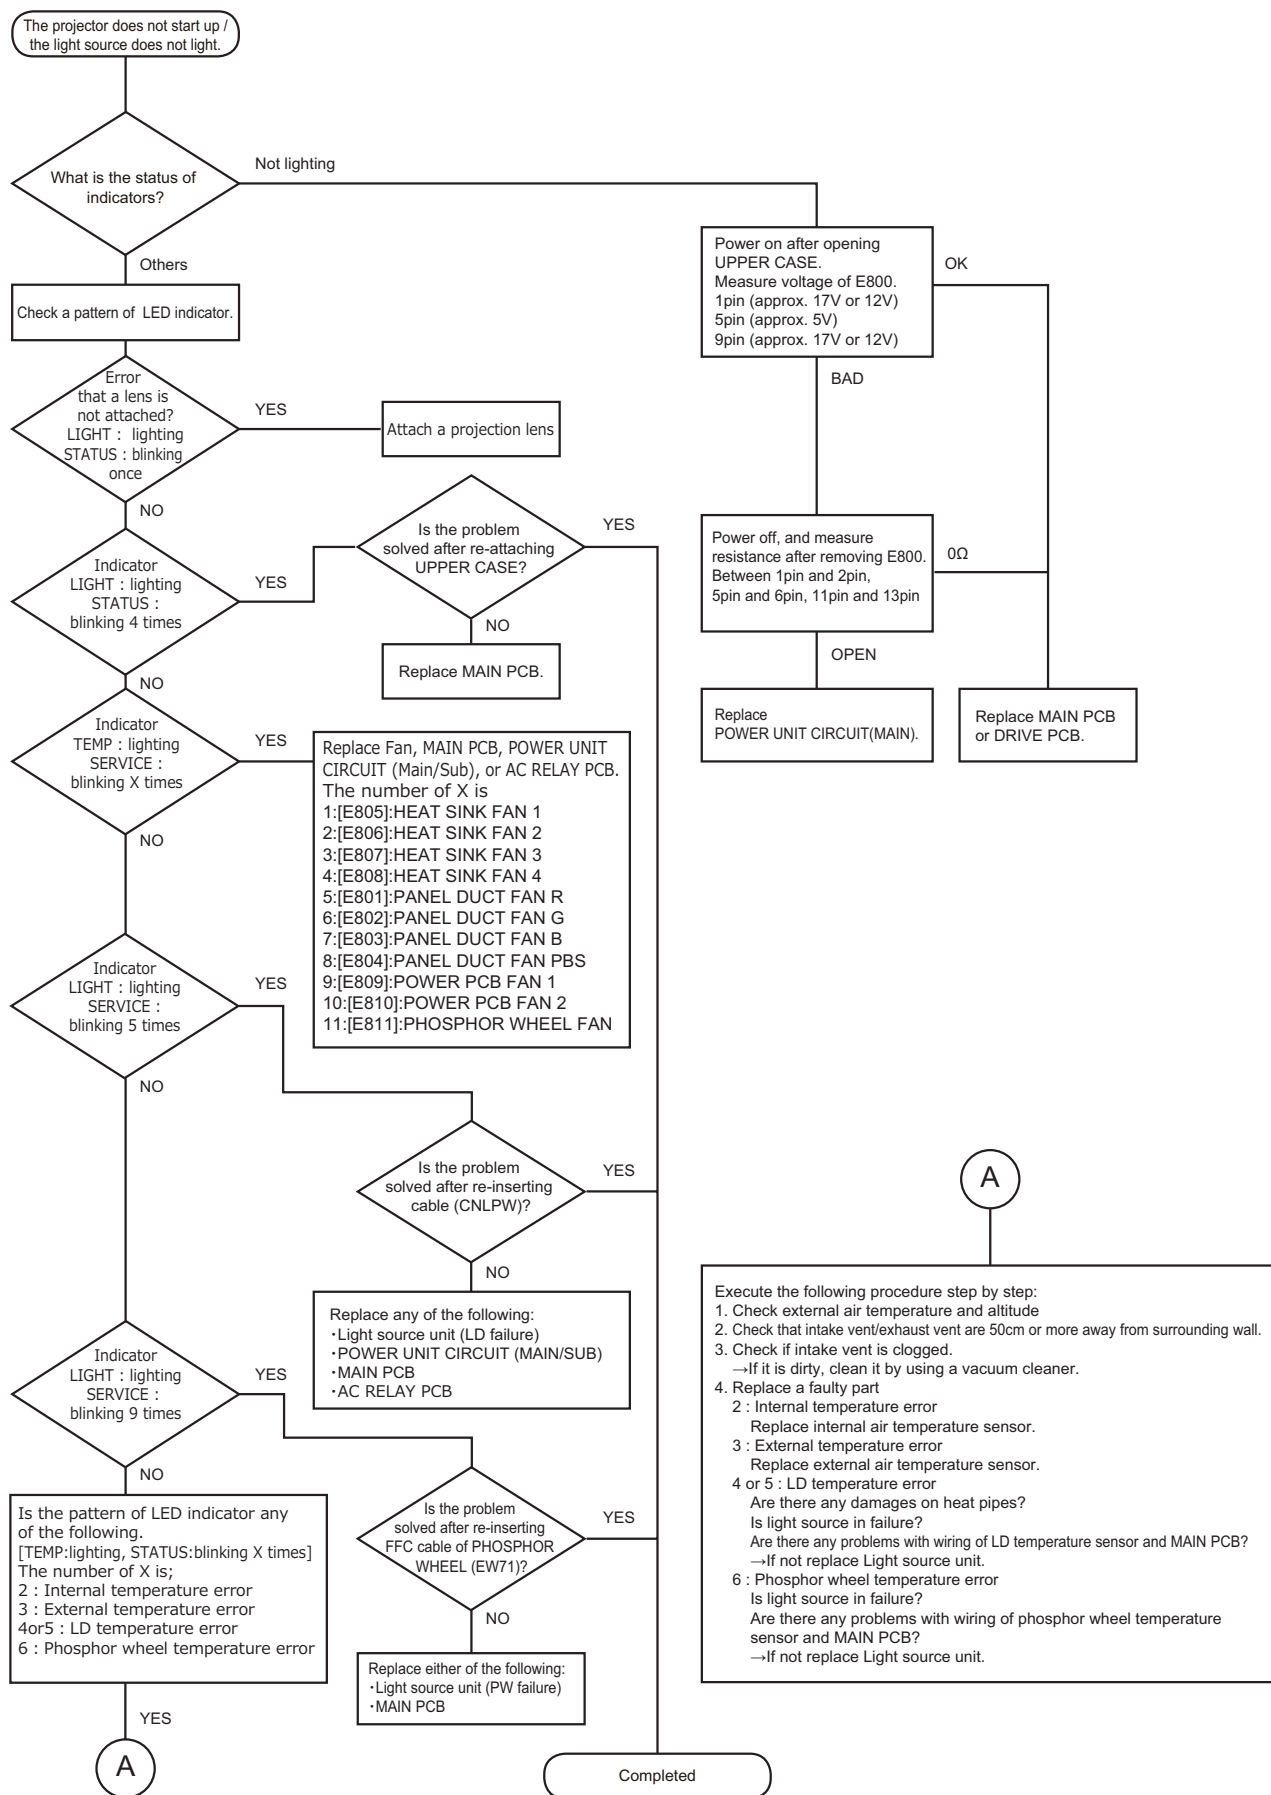 The projector does not start up /
the light source does not light.
What is the status of
indicators?
Not lighting
Others
Power on after opening
UPPER CASE.
Measure voltage of E800.
1pin (approx. 17V or 12V)
5pin (approx. 5V)
9pin (approx. 17V or 12V)
OK
BAD
Check a pattern of LED indicator.
Error
that a lens is
not attached?
LIGHT : lighting
STATUS : blinking
once
YES
Attach a projection lens
NO
Indicator
LIGHT : lighting
STATUS :
blinking 4 times
YES
Is the problem
solved after re-attaching
UPPER CASE?
YES
NO
Replace MAIN PCB.
Power off, and measure
resistance after removing E800.
Between 1pin and 2pin,
5pin and 6pin, 11pin and 13pin
0Ω
OPEN
Replace
POWER UNIT CIRCUIT(MAIN).
Replace MAIN PCB
or DRIVE PCB.
NO
Indicator
TEMP : lighting
SERVICE :
blinking X times
YES
Replace Fan, MAIN PCB, POWER UNIT
CIRCUIT (Main/Sub), or AC RELAY PCB.
The number of X is
1:[E805]:HEAT SINK FAN 1
2:[E806]:HEAT SINK FAN 2
3:[E807]:HEAT SINK FAN 3
4:[E808]:HEAT SINK FAN 4
5:[E801]:PANEL DUCT FAN R
6:[E802]:PANEL DUCT FAN G
7:[E803]:PANEL DUCT FAN B
8:[E804]:PANEL DUCT FAN PBS
9:[E809]:POWER PCB FAN 1
10:[E810]:POWER PCB FAN 2
11:[E811]:PHOSPHOR WHEEL FAN
NO
Indicator
LIGHT : lighting
SERVICE :
blinking 5 times
YES
NO
Is the problem
solved after re-inserting
cable (CNLPW)?
YES
NO
Replace any of the following:
・Light source unit (LD failure)
・POWER UNIT CIRCUIT (MAIN/SUB)
・MAIN PCB
・AC RELAY PCB
Indicator
LIGHT : lighting
SERVICE :
blinking 9 times
YES
NO
Is the problem
solved after re-inserting
FFC cable of PHOSPHOR
WHEEL (EW71)?
YES
NO
Replace either of the following:
・Light source unit (PW failure)
・MAIN PCB
Is the pattern of LED indicator any
of the following.
[TEMP:lighting, STATUS:blinking X times]
The number of X is;
2 : Internal temperature error
3 : External temperature error
4or5 : LD temperature error
6 : Phosphor wheel temperature error
YES
A
Completed
A
Execute the following procedure step by step:
1. Check external air temperature and altitude
2. Check that intake vent/exhaust vent are 50cm or more away from surrounding wall.
3. Check if intake vent is clogged.
→If it is dirty, clean it by using a vacuum cleaner.
4. Replace a faulty part
2 : Internal temperature error
Replace internal air temperature sensor.
3 : External temperature error
Replace external air temperature sensor.
4 or 5 : LD temperature error
Are there any damages on heat pipes?
Is light source in failure?
Are there any problems with wiring of LD temperature sensor and MAIN PCB?
→If not replace Light source unit.
6 : Phosphor wheel temperature error
Is light source in failure?
Are there any problems with wiring of phosphor wheel temperature
sensor and MAIN PCB?
→If not replace Light source unit.